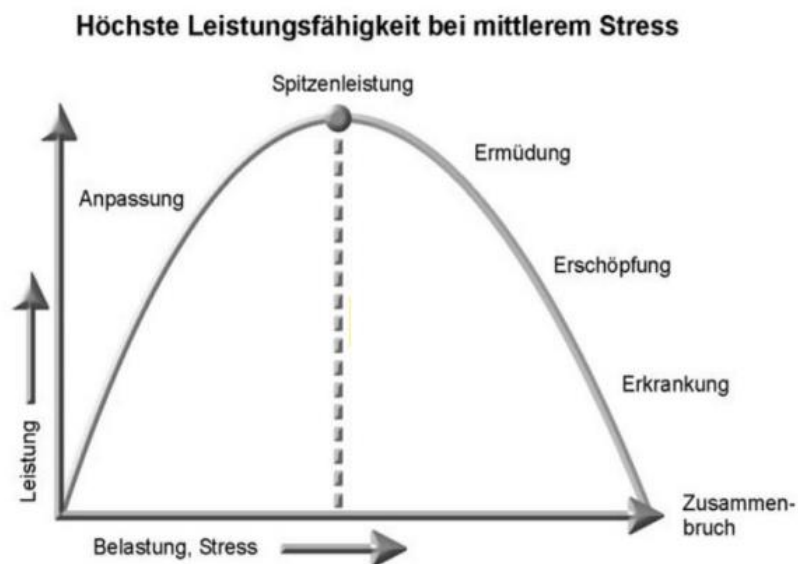 Höchste Leistungsfähigkeit bei mittlerem Stress
Spitzenleistung
Ermüdung
Anpassung
Erschöpfung
Erkrankung
Leistung
Zusammen-
bruch
Belastung, Stress